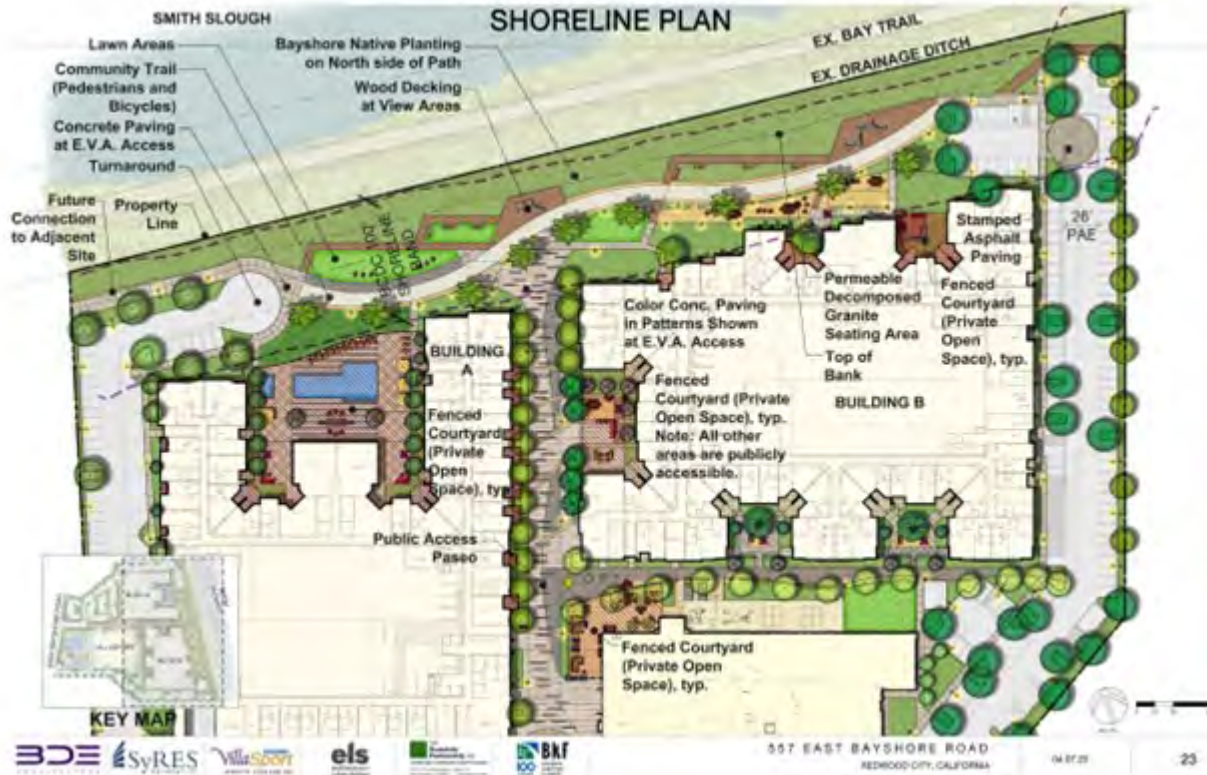 SHORELINE PLAN
SMITH SLOUGH
Lawn Areas
Community Trail
(Pedestrians and
Bicycles)
Concrete Paving
at E.V.A. Access
Turnaround
Future
Connection
to Adjacent
Site
Property
Line
Bayshore Native Planting
on North side of Path
Wood Decking
at View Areas
EX. BAY TRAIL
EX. DRAINAGE DITCH
SHORELINE
BAND
26'
PAE
Stamped
Asphalt
Paving
Fenced
Courtyard
(Private
Open
Space), typ.
Permeable
Decomposed
Granite
Seating Area
Top of
Bank
Color Conc. Paving
in Patterns Shown
at E.V.A. Access
BUILDING
A
Fenced
Courtyard
(Private
Open
Space), typ.
Fenced
Courtyard (Private
Open Space), typ.
Note: All other
areas are publicly
accessible.
BUILDING B
Public Access
Paseo
Fenced Courtyard
(Private Open
Space), typ.
KEY MAP
BDE
SyRES
VillaSport
els
BKF
100
557 EAST BAYSHORE ROAD
REDWOOD CITY, CALIFORNIA
23